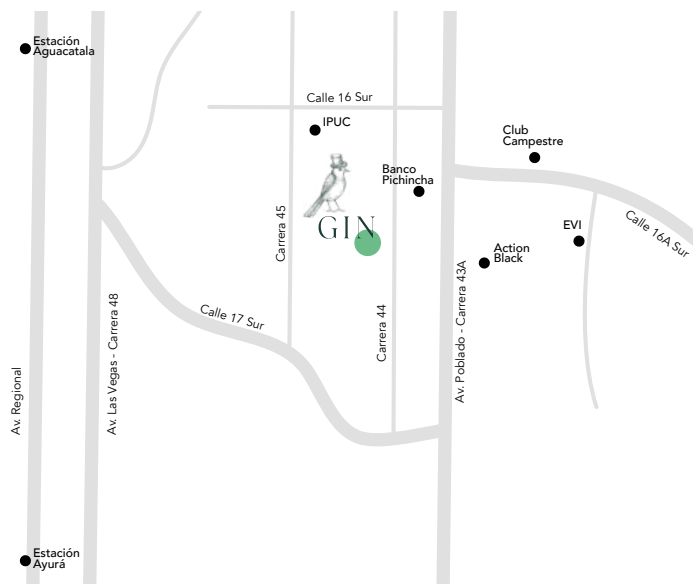 Estación
Aguacatala
Calle 16 Sur
IPUC
Club
Campestre
Banco
Pichincha
GIN
Carrera 45
EVI
Calle 16A Sur
Action
Black
Av. Poblado - Carrera 43A
Carrera 44
Calle 17 Sur
Av. Las Vegas - Carrera 48
Av. Regional
Estación
Ayurá